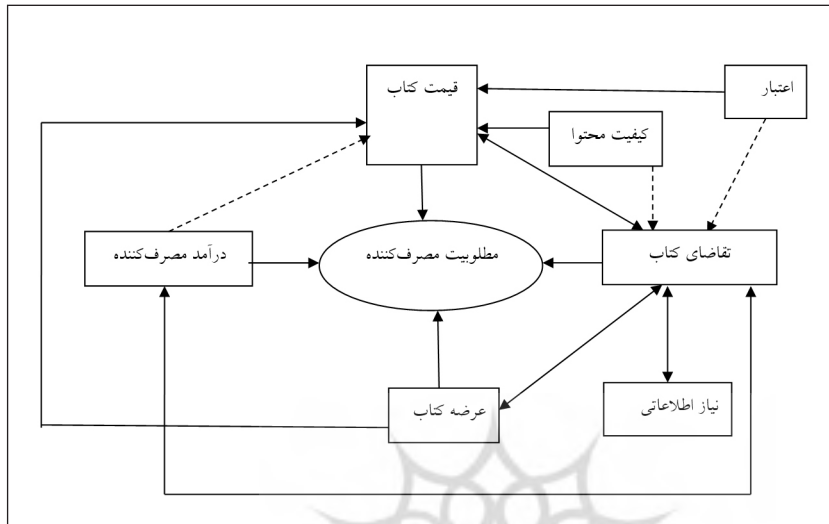 قیمت کتاب
اعتبار
کیفیت محتوا
درآمد مصرف‌کننده
مطلوبیت مصرف‌کننده
تقاضای کتاب
عرضه کتاب
نیاز اطلاعاتی